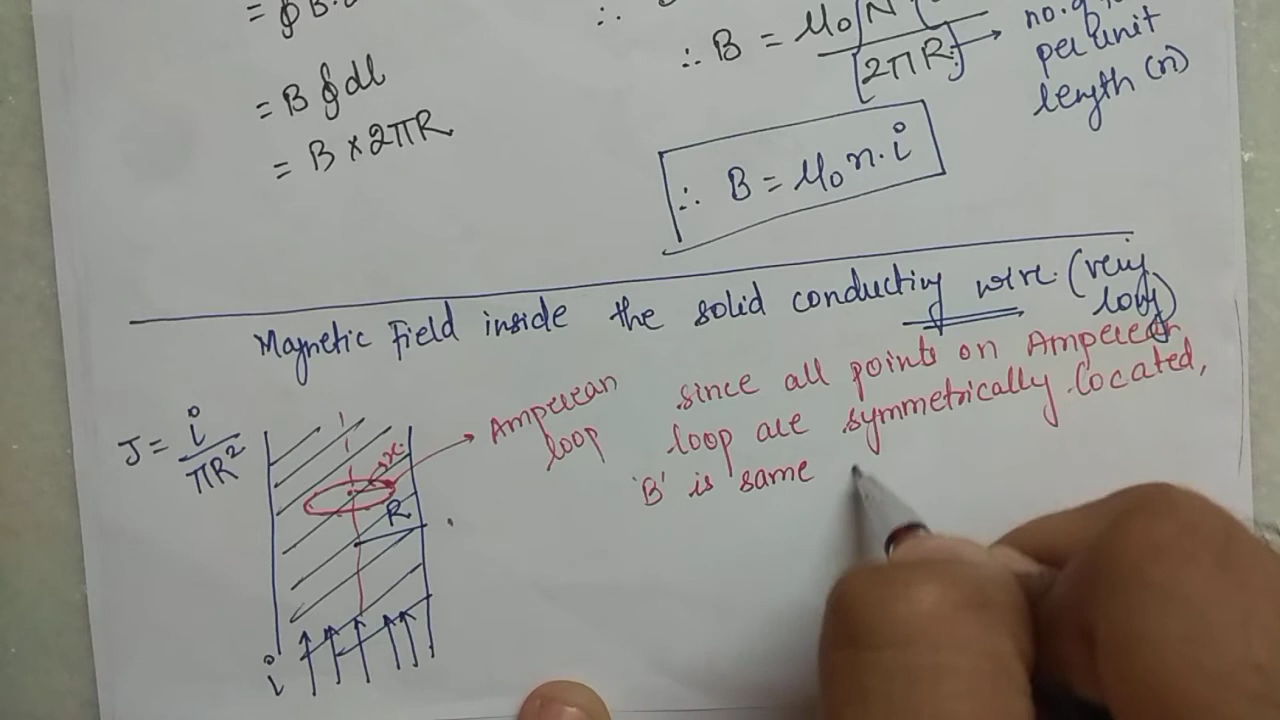 = ∮B.
= B ∮dl
= B × 2πR
∴
∴ B = μ₀ N
2πR
per unit
length (n)
∴ B = μ₀ n . i
Magnetic Field inside the solid conducting wire. (very
long)
J = i
πR²
x
R
i
Amperean
loop
since all points on Amperean
loop are symmetrically located,
'B' is same